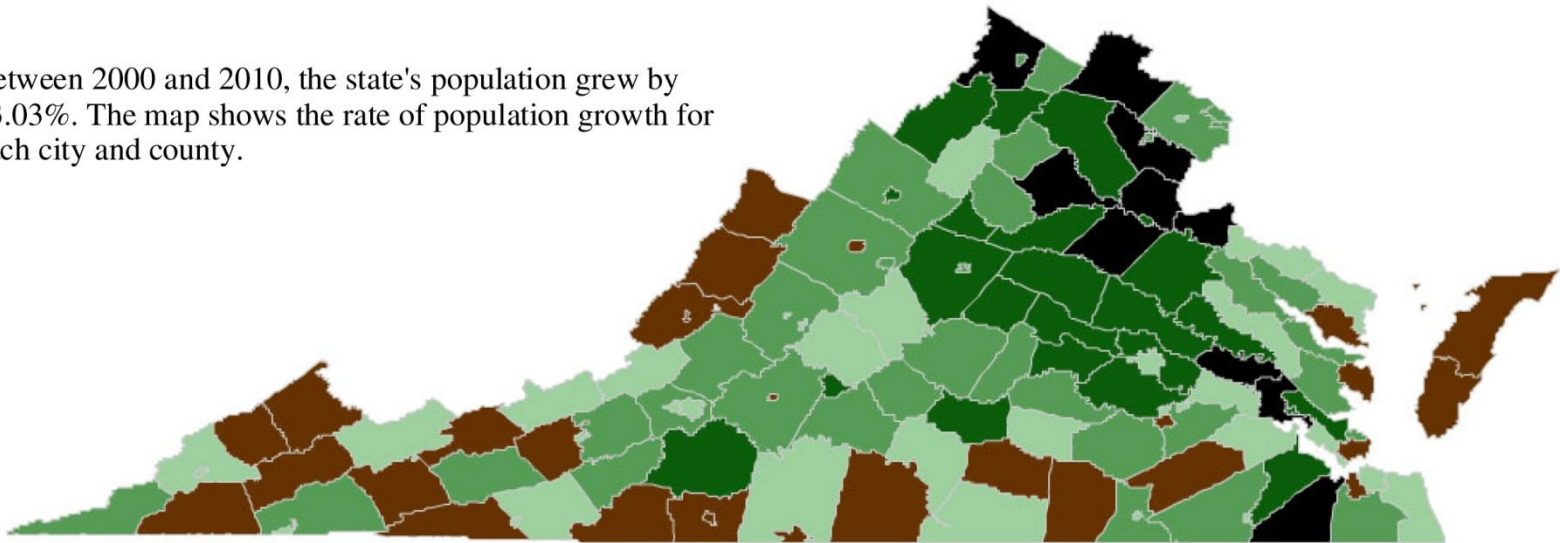 etween 2000 and 2010, the state's population grew by
3.03%. The map shows the rate of population growth for
ch city and county.